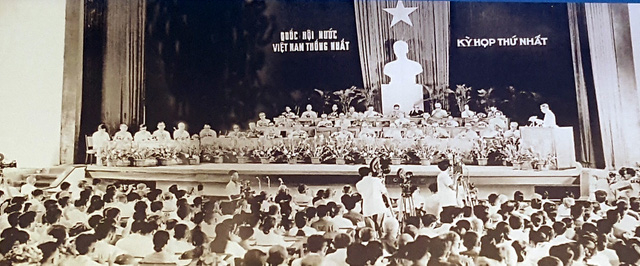 QUỐC HỘI NƯỚC
VIỆT NAM THỐNG NHẤT
KỲ HỌP THỨ NHẤT